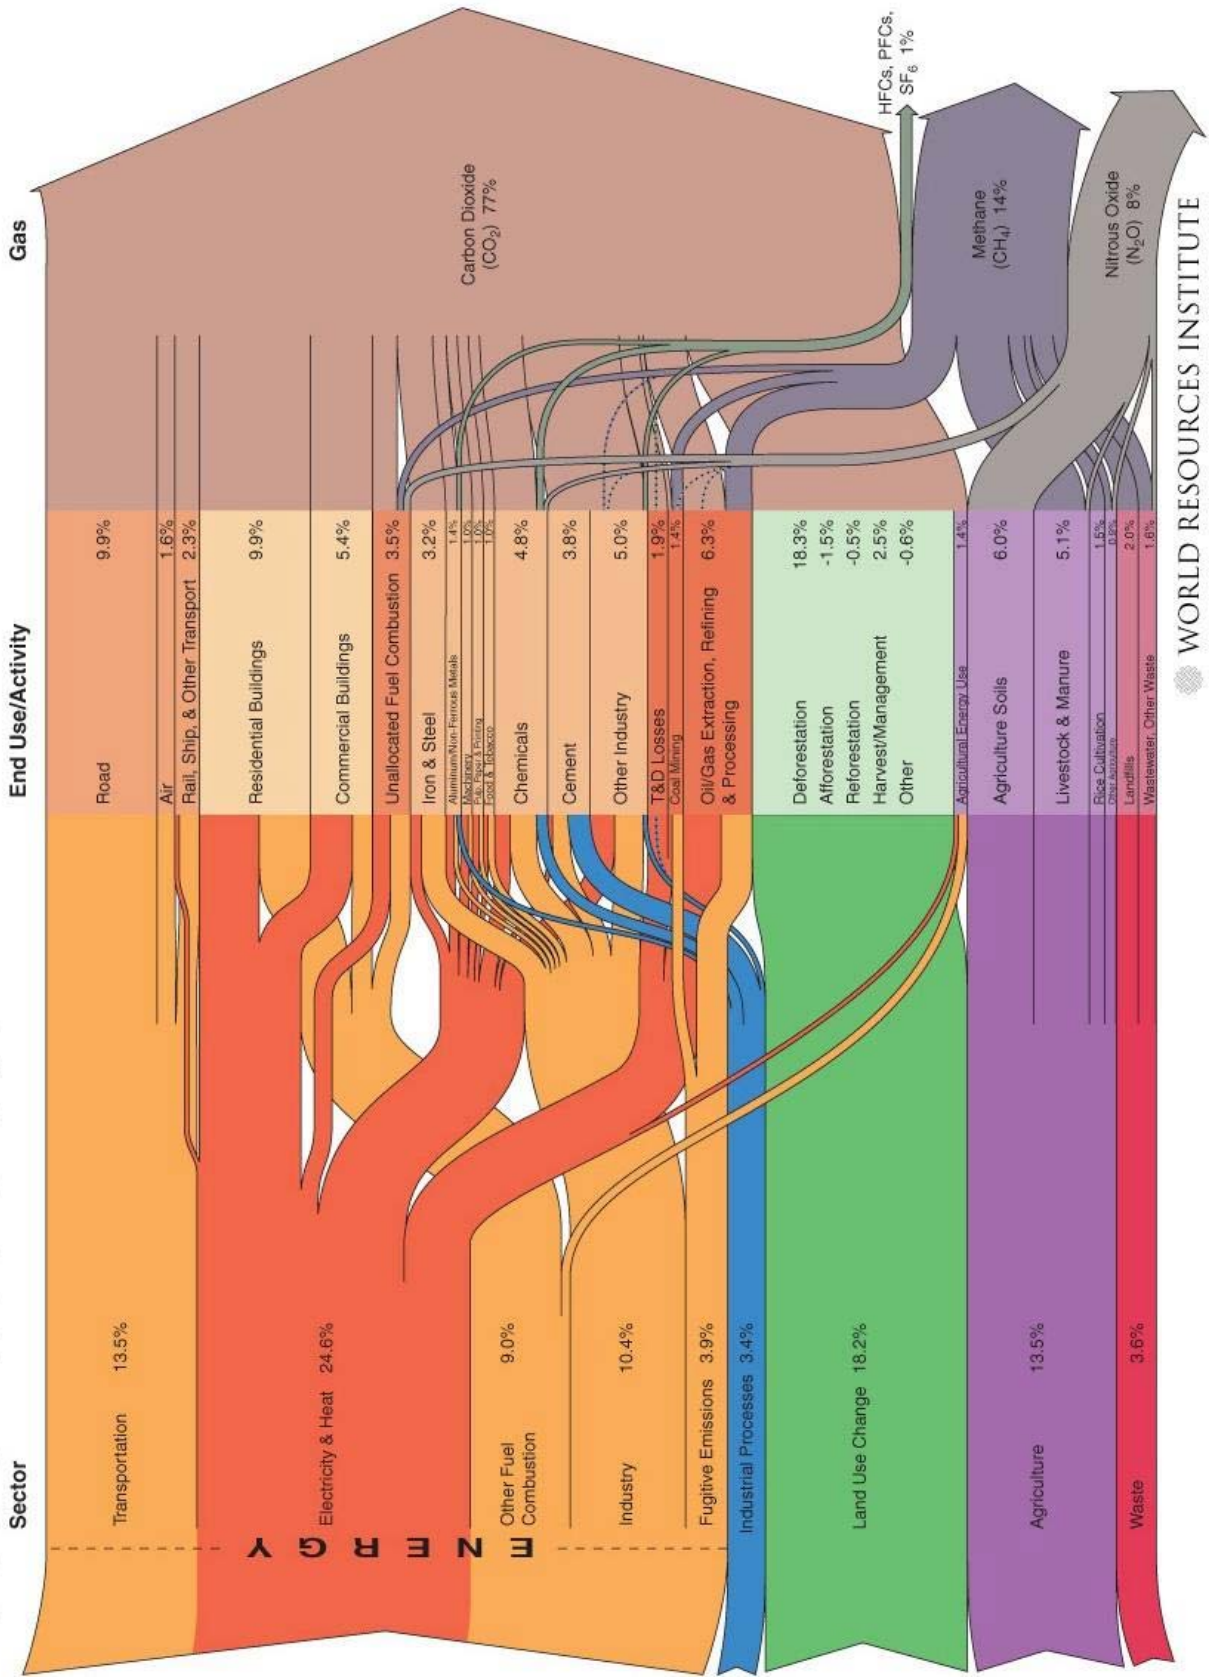 Sector
End Use/Activity
Gas
ENERGY
Transportation 13.5%
Electricity & Heat 24.6%
Other Fuel
Combustion 9.0%
Industry 10.4%
Fugitive Emissions 3.9%
Industrial Processes 3.4%
Land Use Change 18.2%
Agriculture 13.5%
Waste 3.6%
Road 9.9%
Air 1.6%
Rail, Ship, & Other Transport 2.3%
Residential Buildings 9.9%
Commercial Buildings 5.4%
Unallocated Fuel Combustion 3.5%
Iron & Steel 3.2%
Aluminum/Non-Ferrous Metals 1.4%
Machinery 1.0%
Pulp, Paper & Printing 1.0%
Food & Tobacco 1.0%
Chemicals 4.8%
Cement 3.8%
Other Industry 5.0%
T&D Losses 1.9%
Coal Mining 1.4%
Oil/Gas Extraction, Refining
& Processing 6.3%
Deforestation 18.3%
Afforestation -1.5%
Reforestation -0.5%
Harvest/Management 2.5%
Other -0.6%
Agricultural Energy Use 1.4%
Agriculture Soils 6.0%
Livestock & Manure 5.1%
Rice Cultivation 1.5%
Other Agriculture 0.9%
Landfills 2.0%
Wastewater, Other Waste 1.6%
Carbon Dioxide
(CO₂) 77%
HFCs, PFCs,
SF₆ 1%
Methane
(CH₄) 14%
Nitrous Oxide
(N₂O) 8%
WORLD RESOURCES INSTITUTE